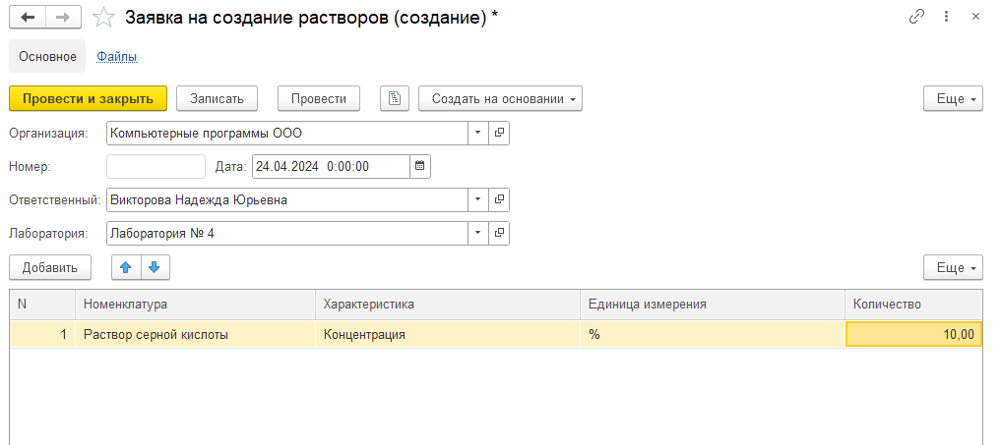 Заявка на создание растворов (создание) *
Основное Файлы
Провести и закрыть Записать Провести Создать на основании Еще
Организация: Компьютерные программы ООО
Номер: Дата: 24.04.2024 0:00:00
Ответственный: Викторова Надежда Юрьевна
Лаборатория: Лаборатория № 4
Добавить Еще
N Номенклатура Характеристика Единица измерения Количество
1 Раствор серной кислоты Концентрация % 10,00